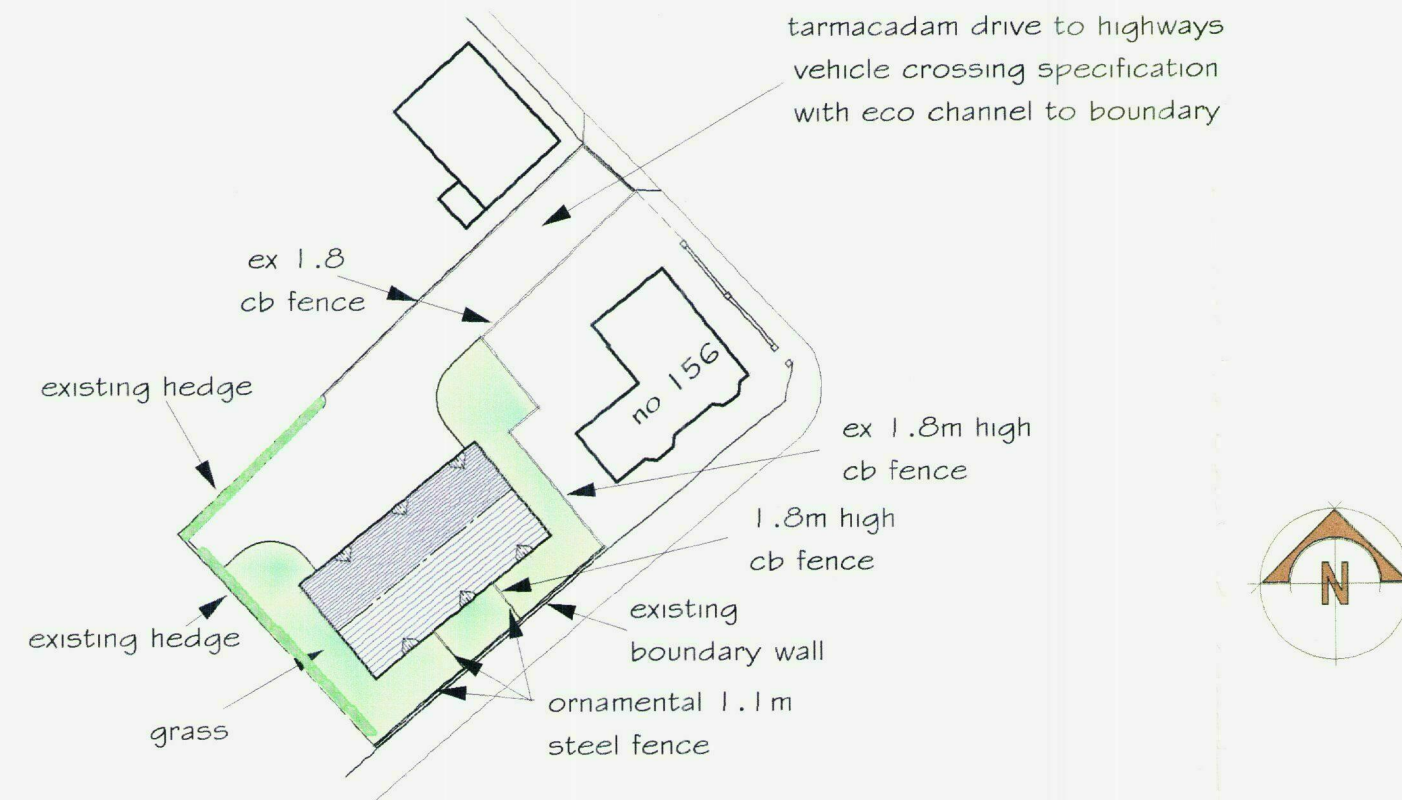 tarmacadam drive to highways
vehicle crossing specification
with eco channel to boundary
ex 1.8
cb fence
existing hedge
no 156
ex 1.8m high
cb fence
1.8m high
cb fence
N
existing
boundary wall
existing hedge
ornamental 1.1m
steel fence
grass